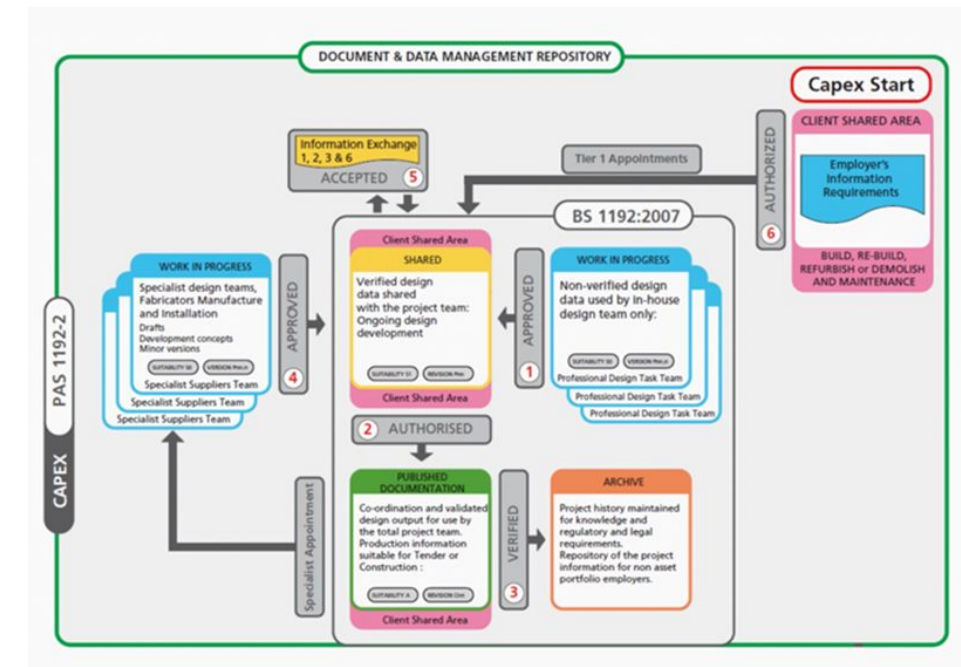 DOCUMENT & DATA MANAGEMENT REPOSITORY
Capex Start
CLIENT SHARED AREA
Employer's
Information
Requirements
BUILD, RE-BUILD,
REFURBISH or DEMOLISH
AND MAINTENANCE
AUTHORIZED
6
Tier 1 Appointments
Information Exchange
1, 2, 3 & 6
ACCEPTED
5
BS 1192:2007
PAS 1192-2
CAPEX
WORK IN PROGRESS
Specialist design teams,
Fabricators Manufacture
and Installation
Drafts
Development concepts
Minor versions
SUITABILITY S0
VERSION Pnn.n
Specialist Suppliers Team
Specialist Suppliers Team
Specialist Suppliers Team
APPROVED
4
Client Shared Area
SHARED
Verified design
data shared
with the project team:
Ongoing design
development
SUITABILITY S1
REVISION Pnn
Client Shared Area
APPROVED
1
WORK IN PROGRESS
Non-verified design
data used by In-house
design team only:
SUITABILITY S0
VERSION Pnn.n
Professional Design Task Team
Professional Design Task Team
Professional Design Task Team
2
AUTHORISED
Specialist Appointment
PUBLISHED
DOCUMENTATION
Co-ordination and validated
design output for use by
the total project team.
Production information
suitable for Tender or
Construction :
SUITABILITY A
REVISION Cnn
Client Shared Area
VERIFIED
3
ARCHIVE
Project history maintained
for knowledge and
regulatory and legal
requirements.
Repository of the project
information for non asset
portfolio employers.